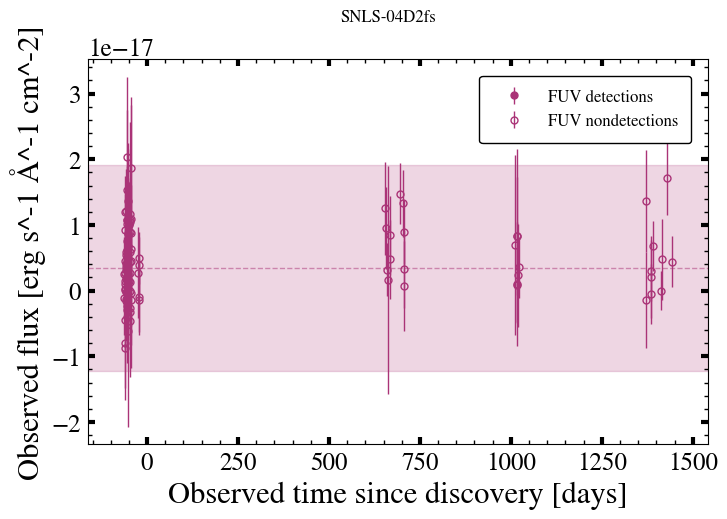 SNLS-04D2fs
1e−17
FUV detections
FUV nondetections
3
2
1
0
−1
−2
Observed flux [erg s^-1 Å^-1 cm^-2]
0 250 500 750 1000 1250 1500
Observed time since discovery [days]